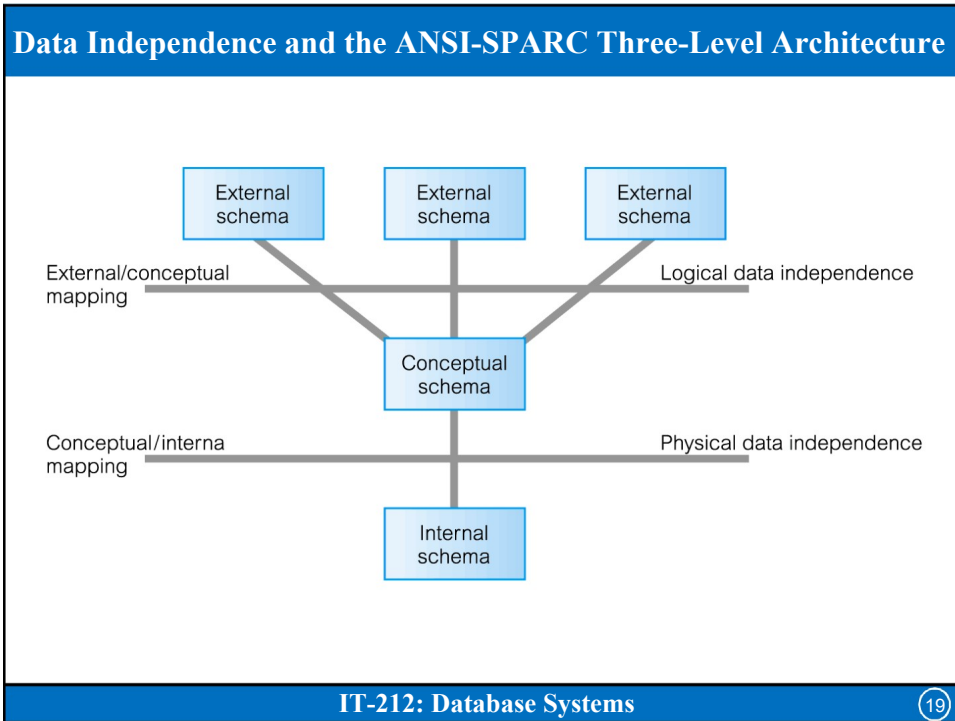 Data Independence and the ANSI-SPARC Three-Level Architecture
External
schema
External
schema
External
schema
External/conceptual
mapping
Logical data independence
Conceptual
schema
Conceptual/interna
mapping
Physical data independence
Internal
schema
IT-212: Database Systems
19